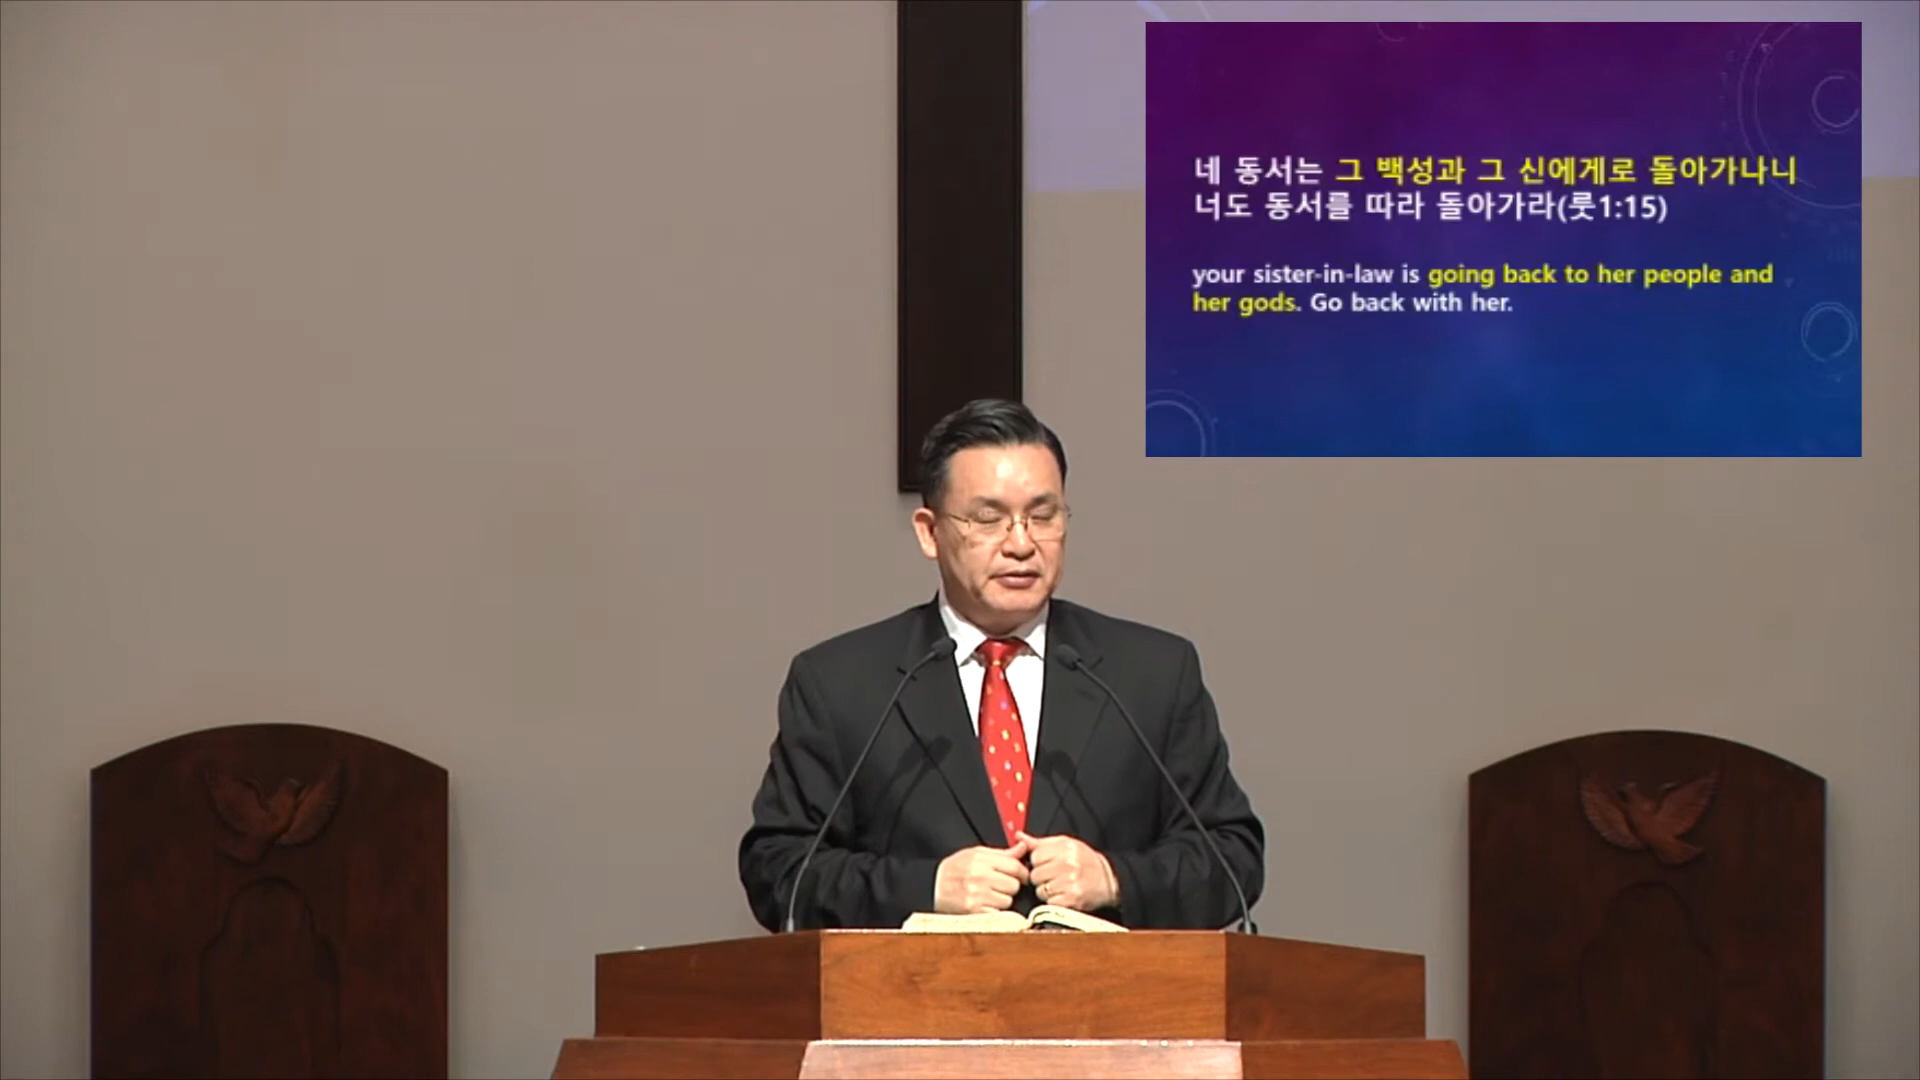 네 동서는 그 백성과 그 신에게로 돌아가나니
너도 동서를 따라 돌아가라(룻1:15)
your sister-in-law is going back to her people and
her gods. Go back with her.